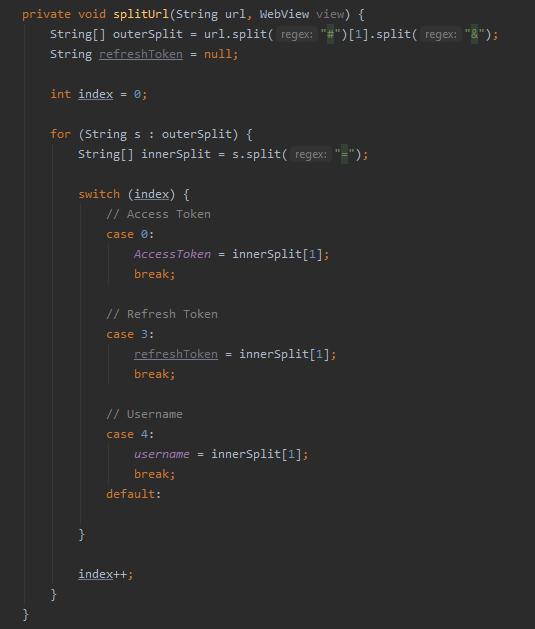 private void splitUrl(String url, WebView view) {
    String[] outerSplit = url.split( regex: "#")[1].split( regex: "&");
    String refreshToken = null;

    int index = 0;

    for (String s : outerSplit) {
        String[] innerSplit = s.split( regex: "=");

        switch (index) {
            // Access Token
            case 0:
                AccessToken = innerSplit[1];
                break;

            // Refresh Token
            case 3:
                refreshToken = innerSplit[1];
                break;

            // Username
            case 4:
                username = innerSplit[1];
                break;
            default:

        }

        index++;
    }
}